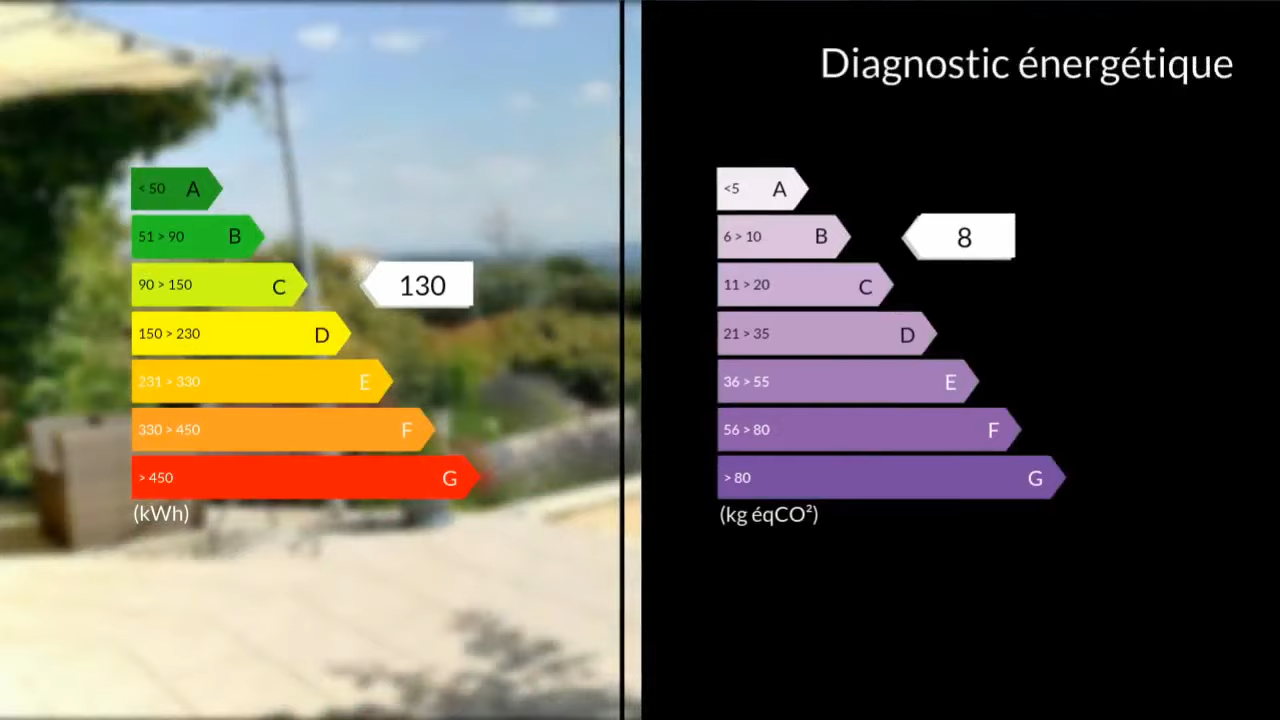 Diagnostic énergétique
< 50 A
51 > 90 B
90 > 150 C
130
150 > 230 D
231 > 330 E
330 > 450 F
> 450 G
(kWh)
<5 A
6 > 10 B
8
11 > 20 C
21 > 35 D
36 > 55 E
56 > 80 F
> 80 G
(kg éqCO²)